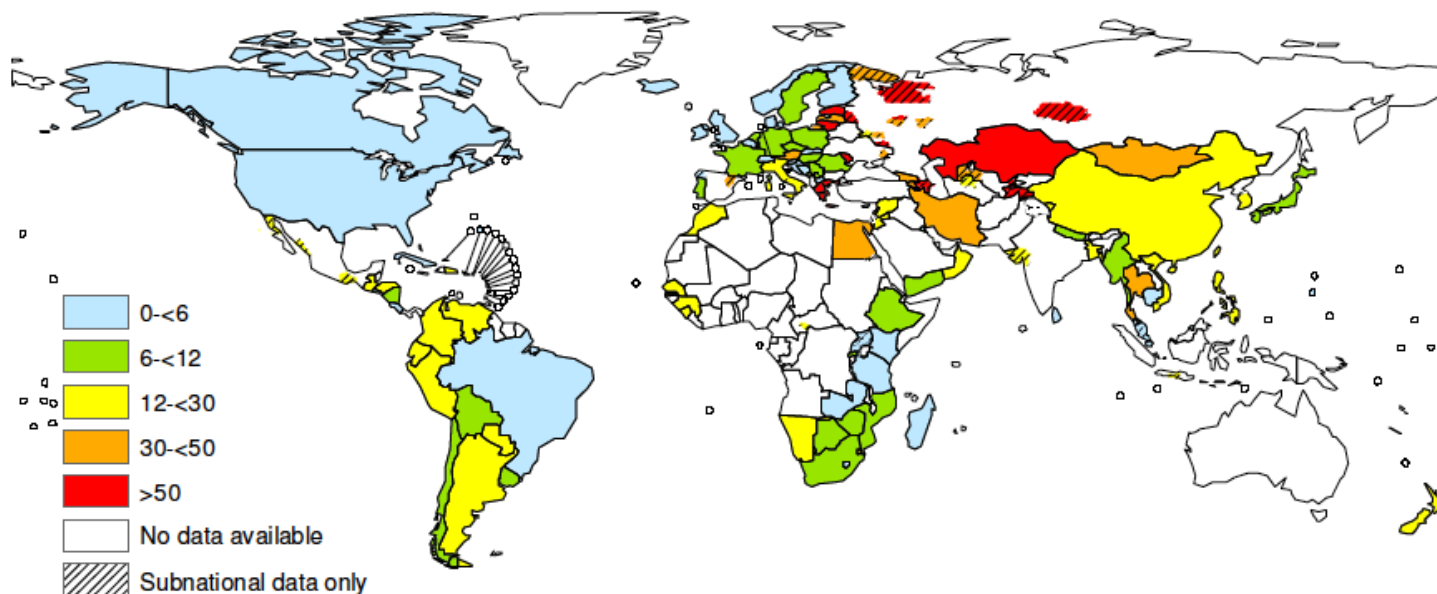 0-<6
6-<12
12-<30
30-<50
>50
No data available
Subnational data only